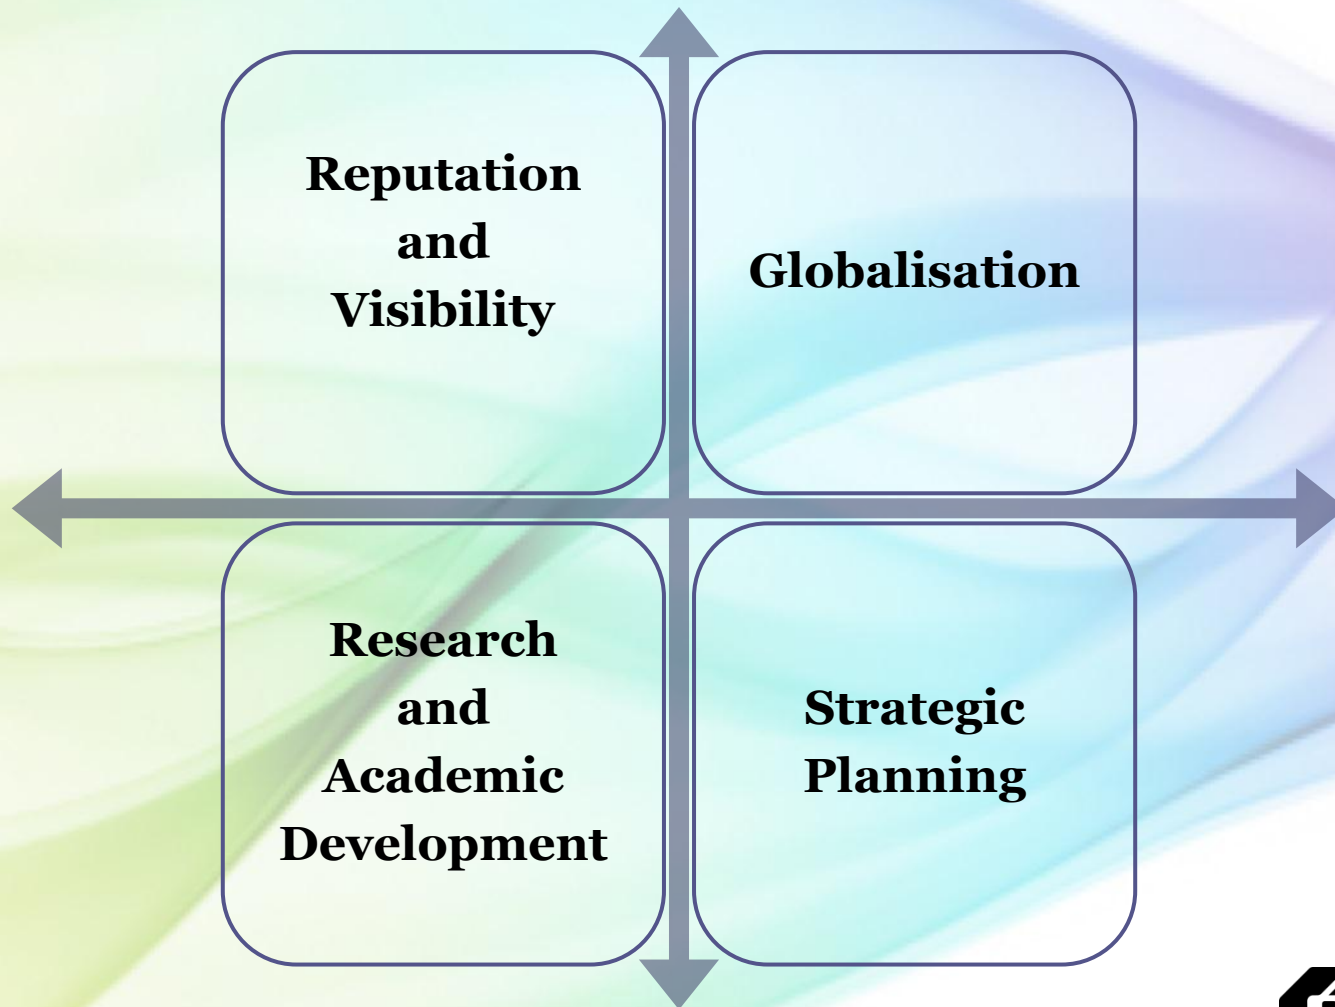 Reputation
and
Visibility
Globalisation
Research
and
Academic
Development
Strategic
Planning